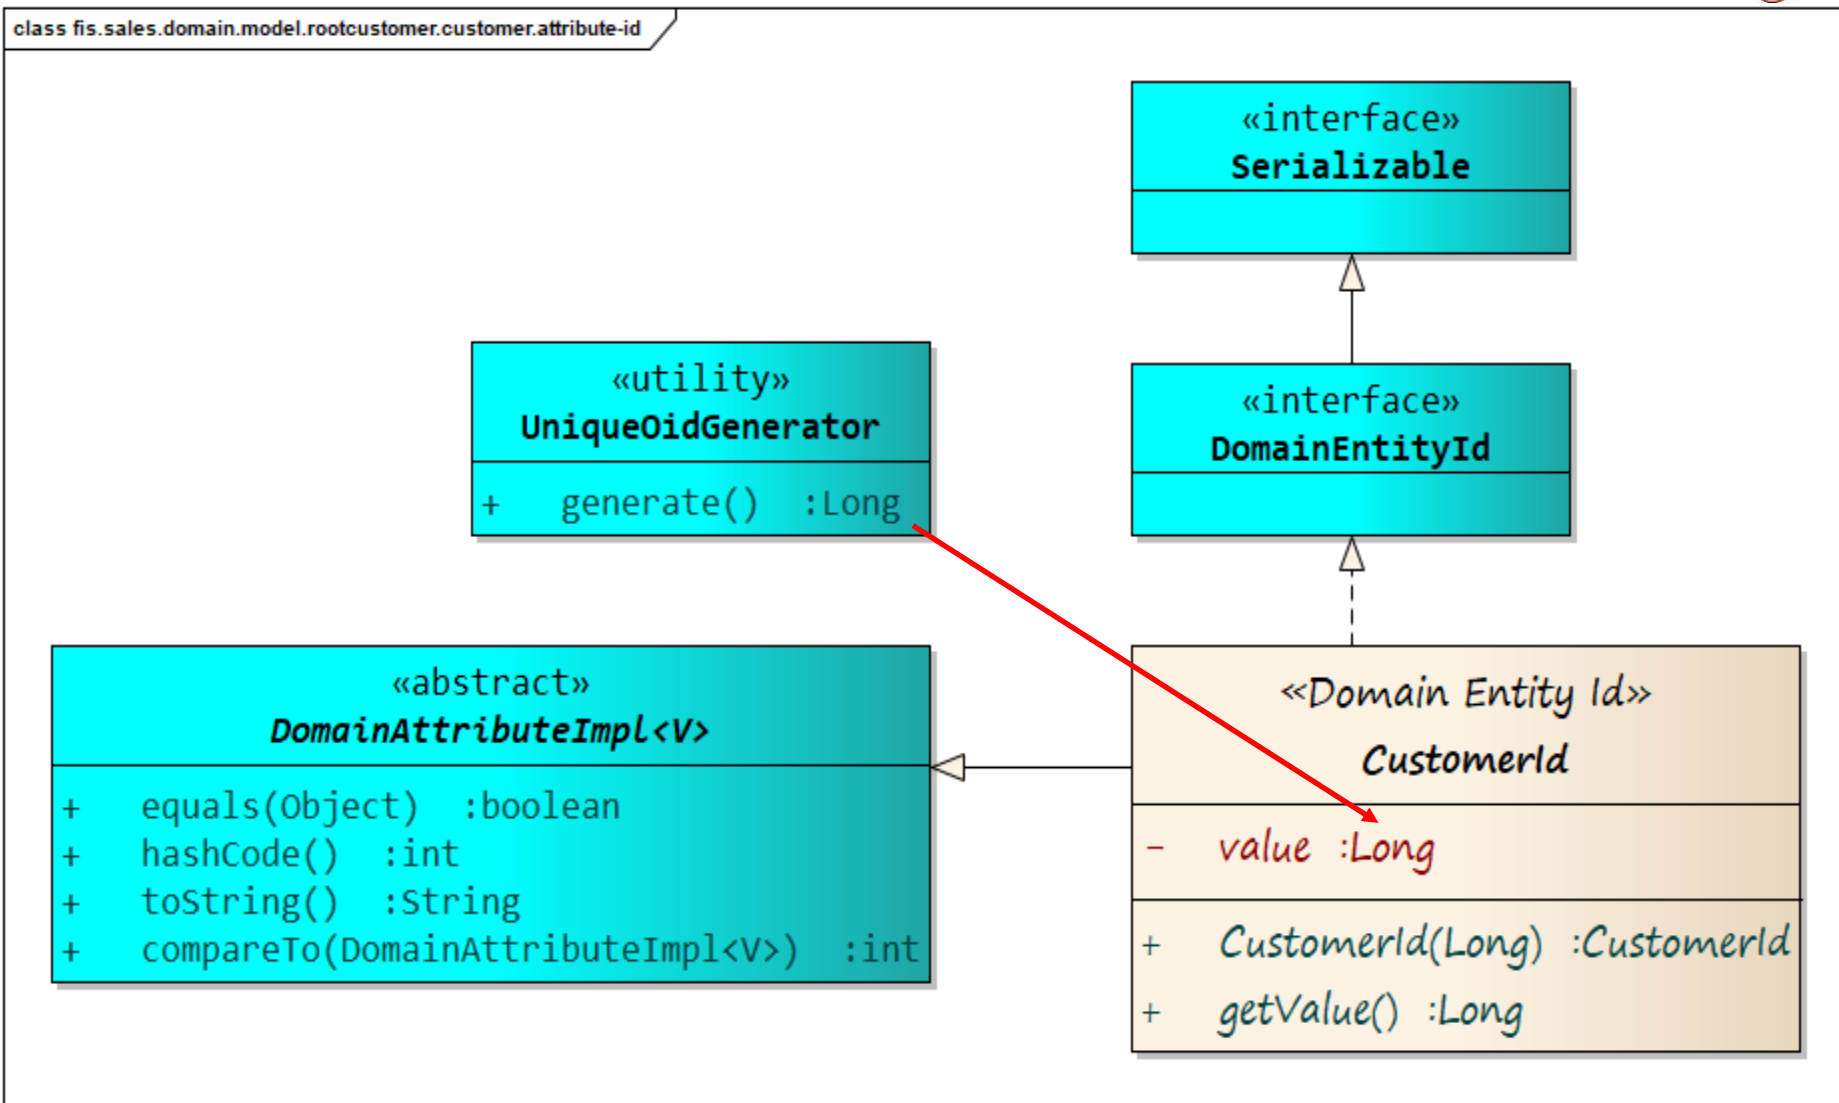 class fis.sales.domain.model.rootcustomer.customer.attribute-id
«interface»
Serializable
«utility»
UniqueOidGenerator
+ generate() :Long
«interface»
DomainEntityId
«abstract»
DomainAttributeImpl<V>
+ equals(Object) :boolean
+ hashCode() :int
+ toString() :String
+ compareTo(DomainAttributeImpl<V>) :int
«Domain Entity Id»
CustomerId
- value :Long
+ CustomerId(Long) :CustomerId
+ getValue() :Long